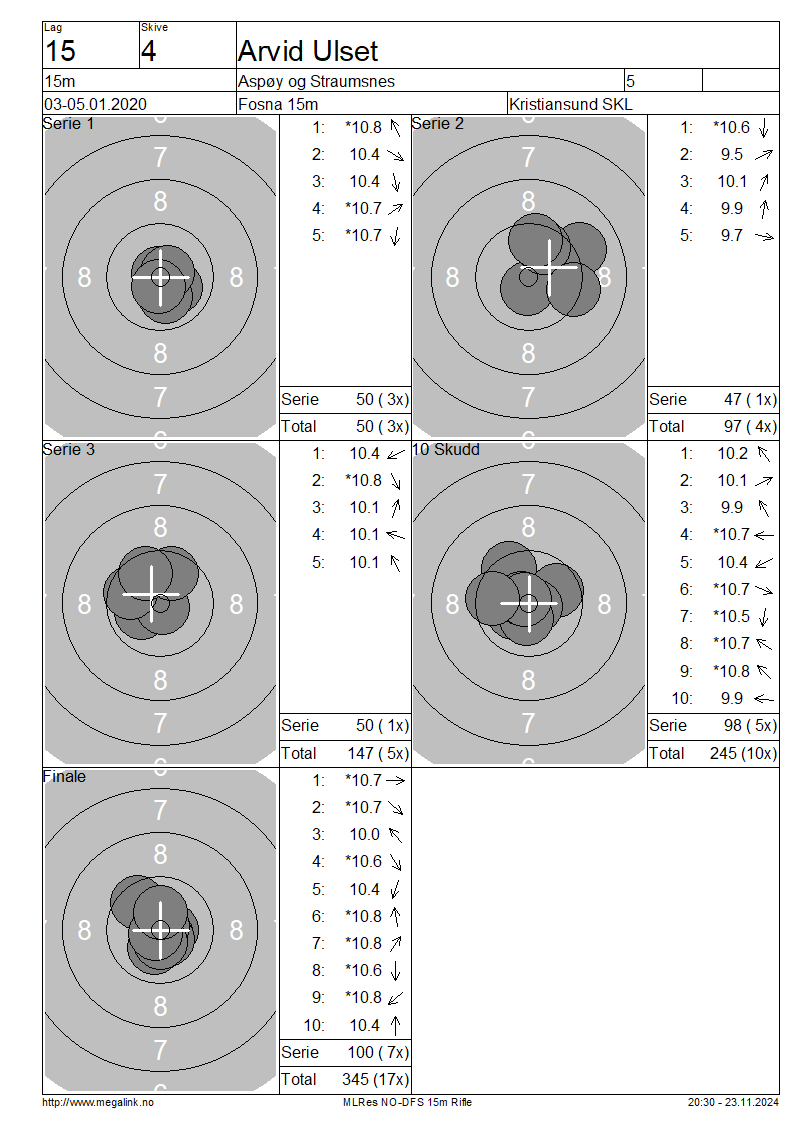 Lag
Skive
15
4
Arvid Ulset
15m
Aspøy og Straumsnes
5
03-05.01.2020
Fosna 15m
Kristiansund SKL
Serie 1
7
8
8 8
8
7
6
1: *10.8
2: 10.4
3: 10.4
4: *10.7
5: *10.7
Serie 50 ( 3x)
Total 50 ( 3x)
Serie 2
7
8
8 8
8
7
6
1: *10.6
2: 9.5
3: 10.1
4: 9.9
5: 9.7
Serie 47 ( 1x)
Total 97 ( 4x)
Serie 3
7
8
8 8
8
7
6
1: 10.4
2: *10.8
3: 10.1
4: 10.1
5: 10.1
Serie 50 ( 1x)
Total 147 ( 5x)
10 Skudd
7
8
8 8
8
7
6
1: 10.2
2: 10.1
3: 9.9
4: *10.7
5: 10.4
6: *10.7
7: *10.5
8: *10.7
9: *10.8
10: 9.9
Serie 98 ( 5x)
Total 245 (10x)
Finale
7
8
8 8
8
7
6
1: *10.7
2: *10.7
3: 10.0
4: *10.6
5: 10.4
6: *10.8
7: *10.8
8: *10.6
9: *10.8
10: 10.4
Serie 100 ( 7x)
Total 345 (17x)
http://www.megalink.no
MLRes NO-DFS 15m Rifle
20:30 - 23.11.2024